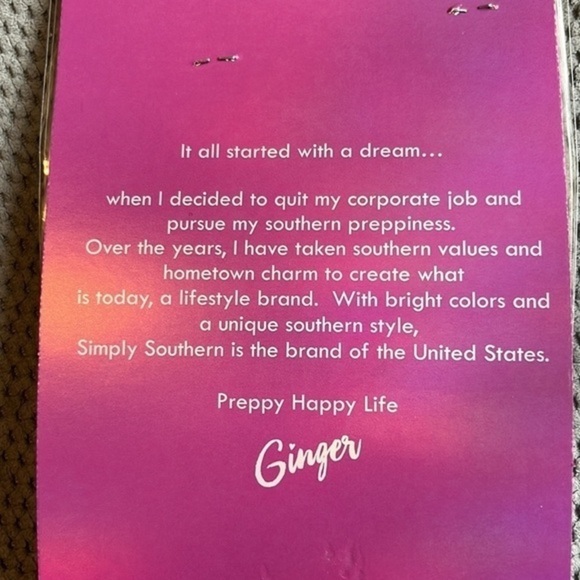 It all started with a dream...
when I decided to quit my corporate job and
pursue my southern preppiness.
Over the years, I have taken southern values and
hometown charm to create what
is today, a lifestyle brand. With bright colors and
a unique southern style,
Simply Southern is the brand of the United States.
Preppy Happy Life
Ginger